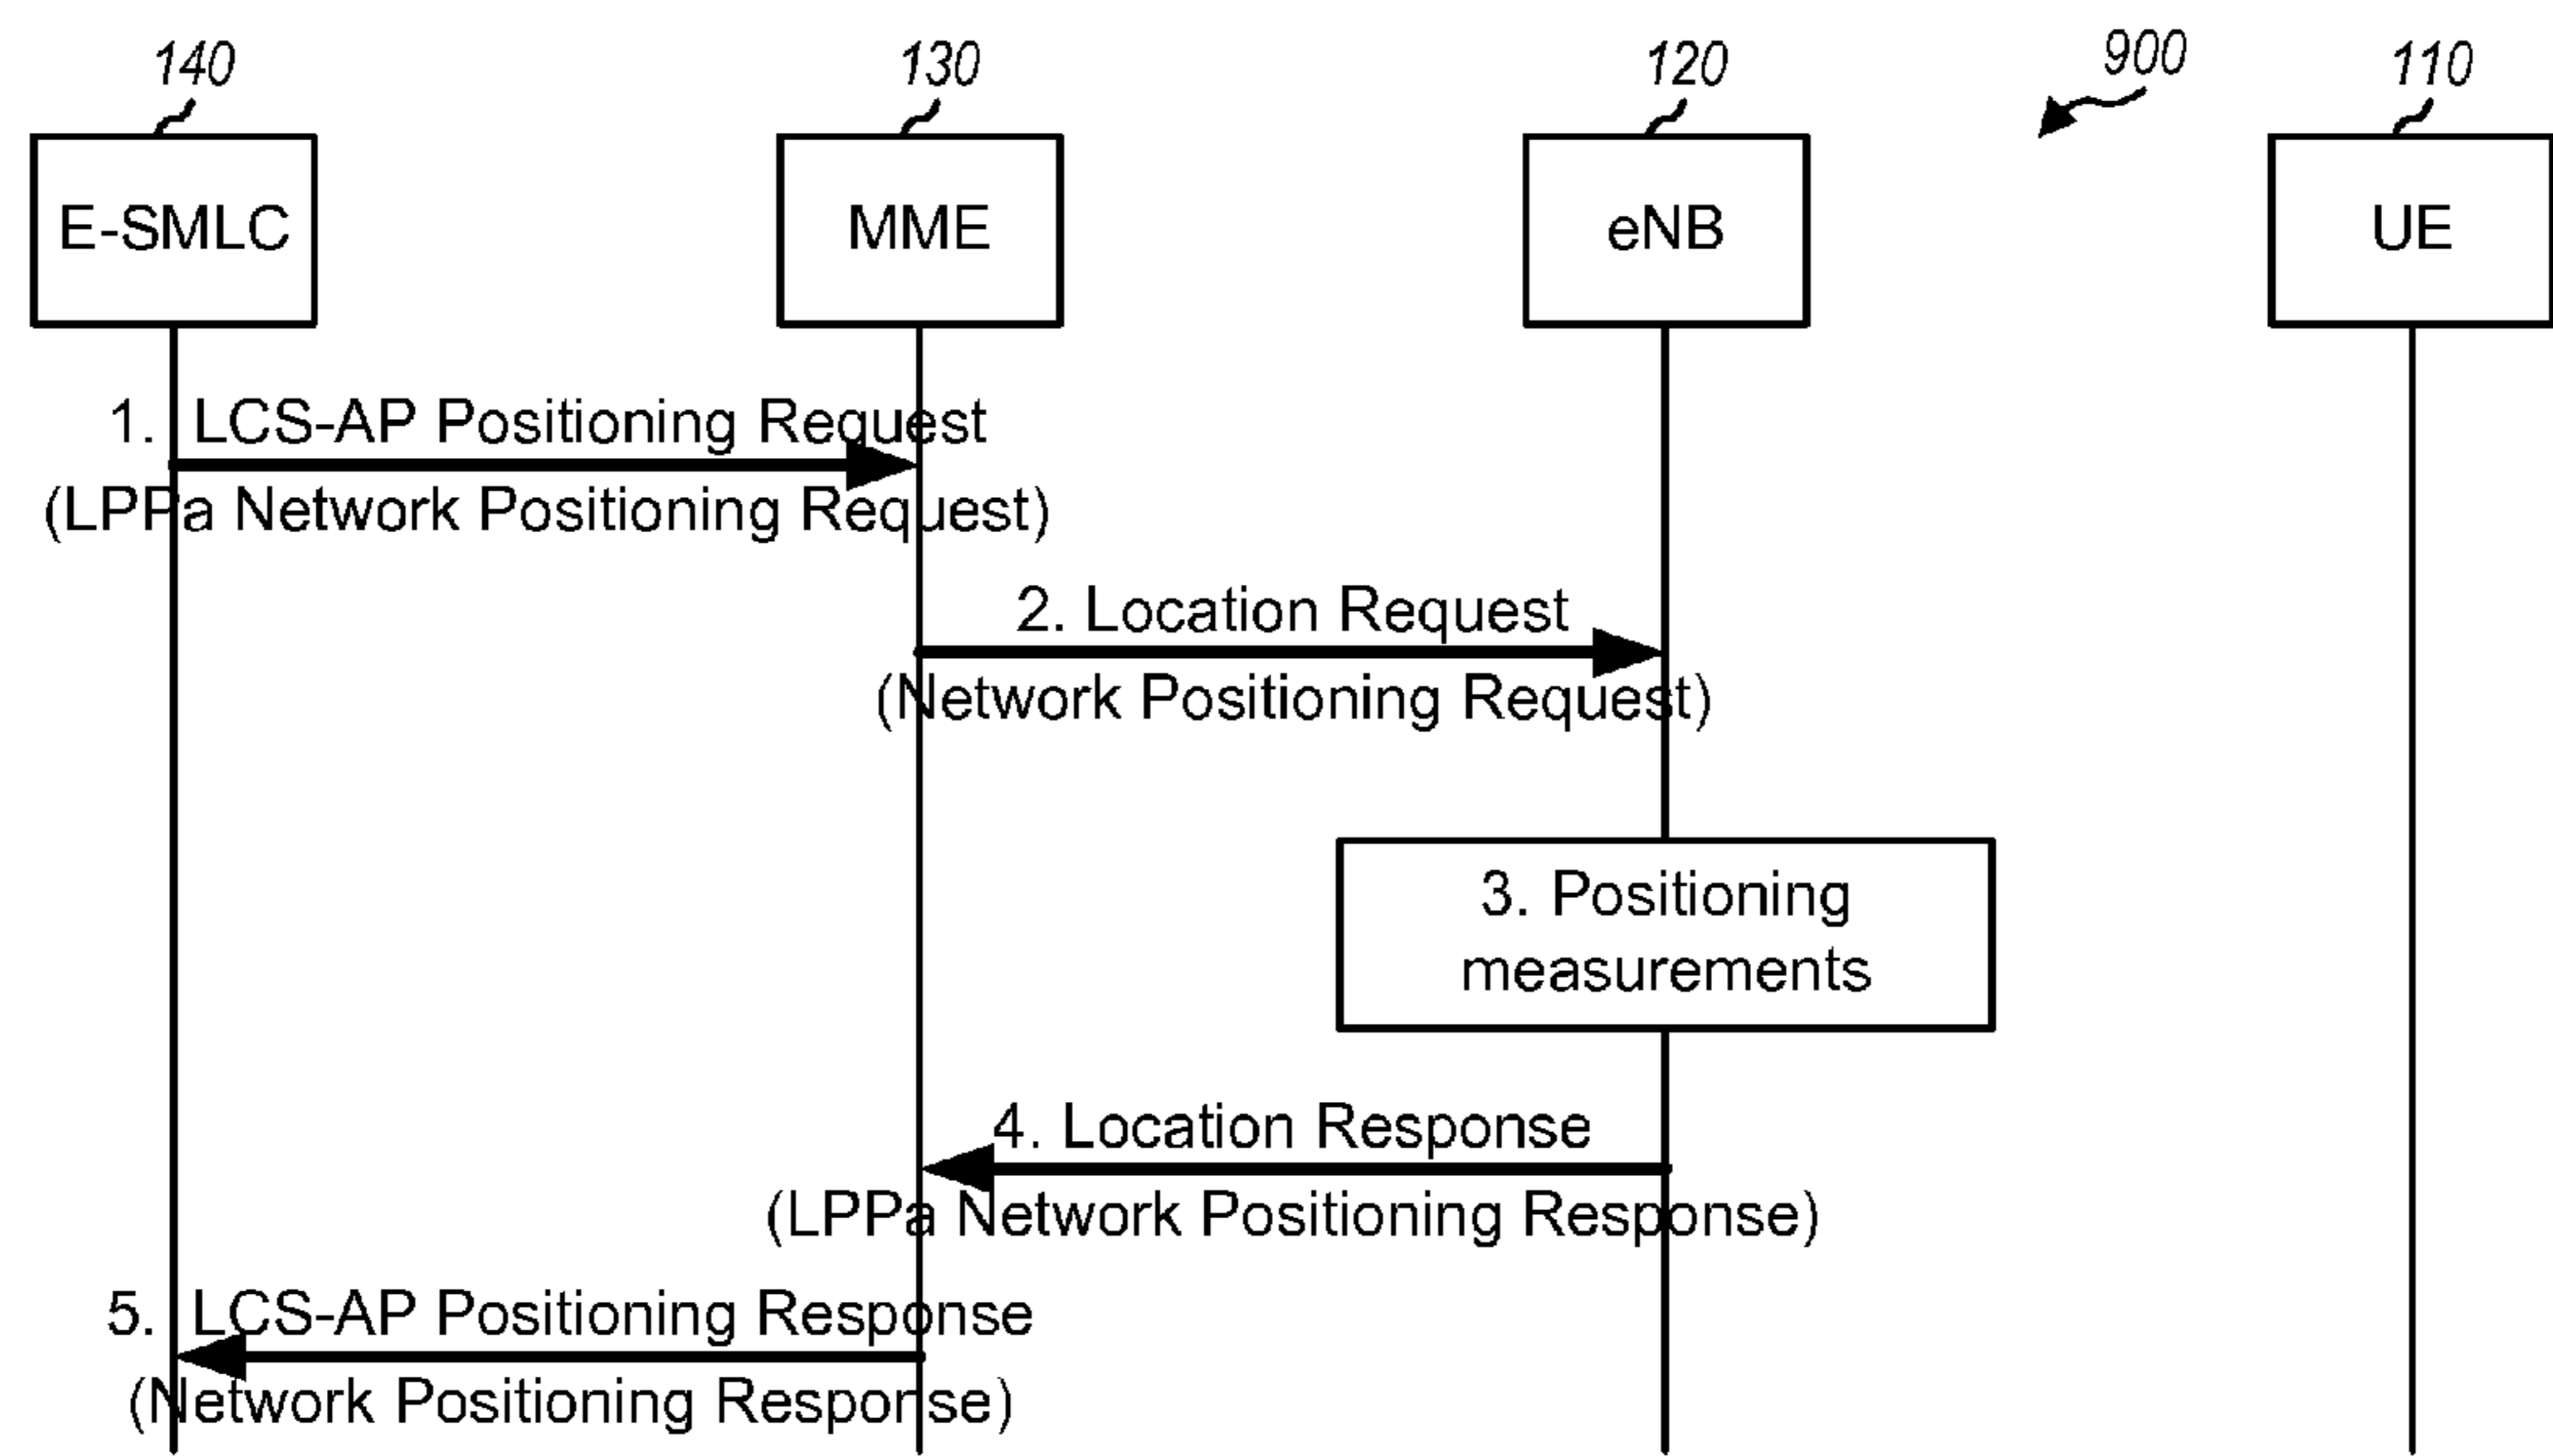 140
130
120
900
110
E-SMLC
MME
eNB
UE
1. LCS-AP Positioning Request
(LPPa Network Positioning Request)
2. Location Request
(Network Positioning Request)
3. Positioning
measurements
4. Location Response
(LPPa Network Positioning Response)
5. LCS-AP Positioning Response
(Network Positioning Response)